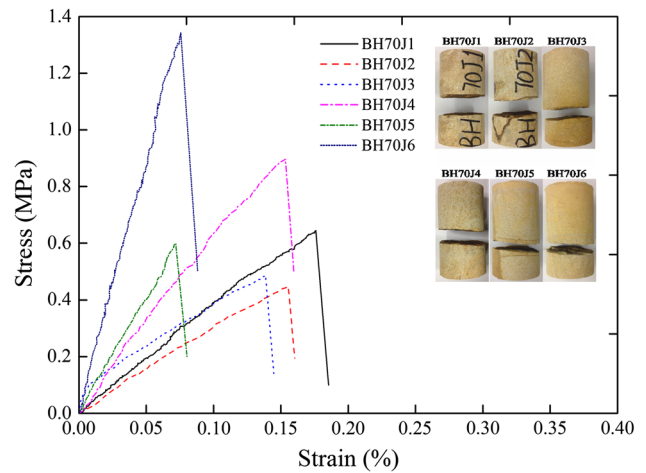 1.4
1.2
1.0
0.8
0.6
0.4
0.2
0.0
Stress (MPa)
0.00 0.05 0.10 0.15 0.20 0.25 0.30 0.35 0.40
Strain (%)
BH70J1
BH70J2
BH70J3
BH70J4
BH70J5
BH70J6
BH70J1 BH70J2 BH70J3
70J1
BH
70J2
BH
BH70J4 BH70J5 BH70J6